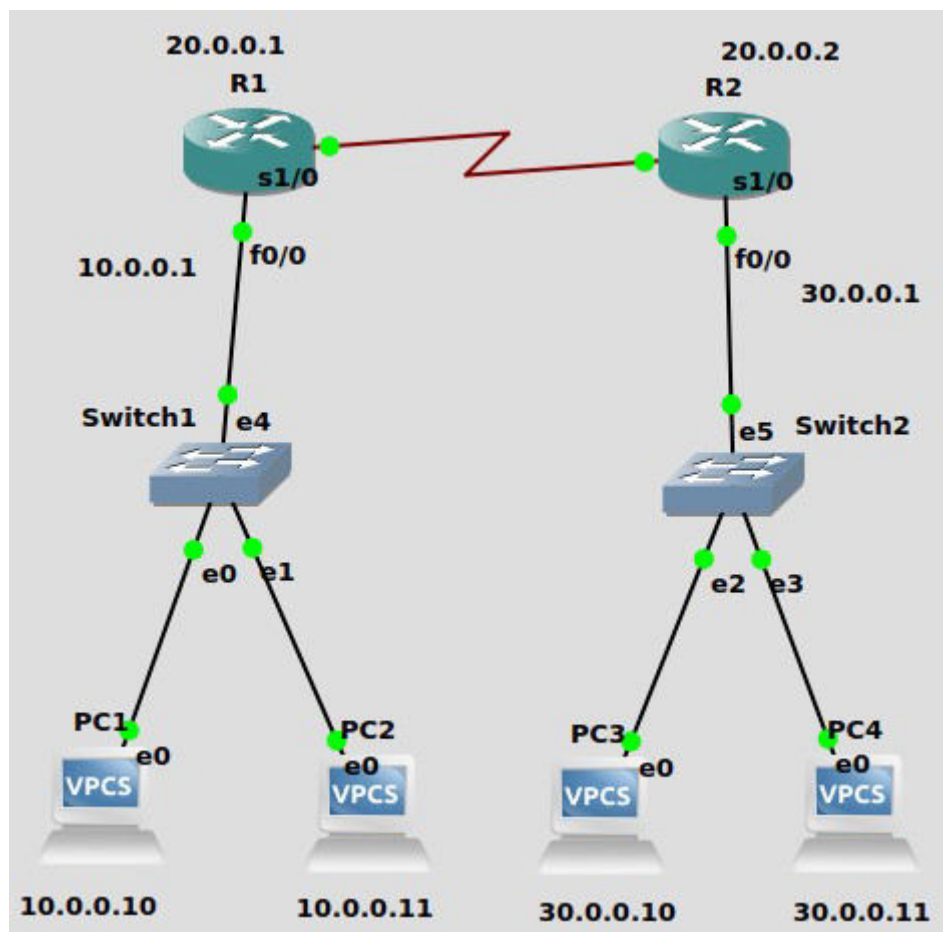 20.0.0.1
20.0.0.2
R1
R2
s1/0
s1/0
f0/0
f0/0
10.0.0.1
30.0.0.1
Switch1
e4
Switch2
e5
e0
e1
e2
e3
PC1
e0
PC2
e0
PC3
e0
PC4
e0
VPCS
VPCS
VPCS
VPCS
10.0.0.10
10.0.0.11
30.0.0.10
30.0.0.11